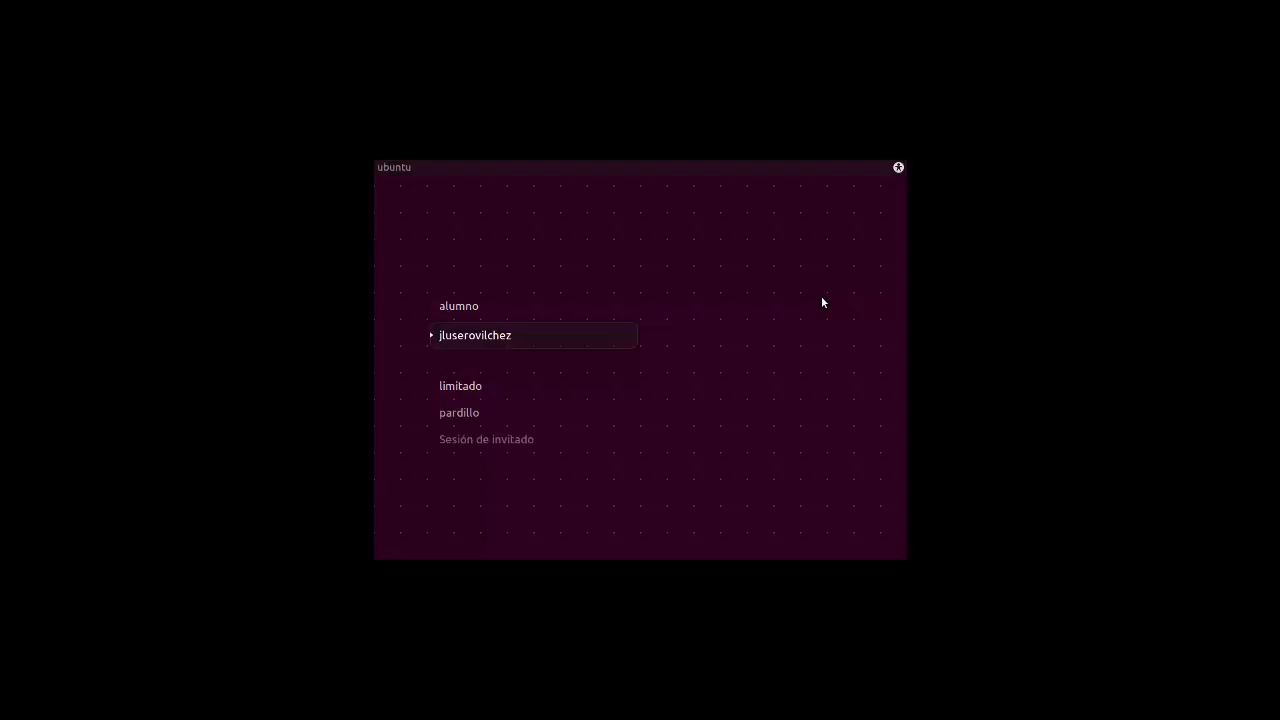 ubuntu
alumno
jluserovilchez
limitado
pardillo
Sesión de invitado